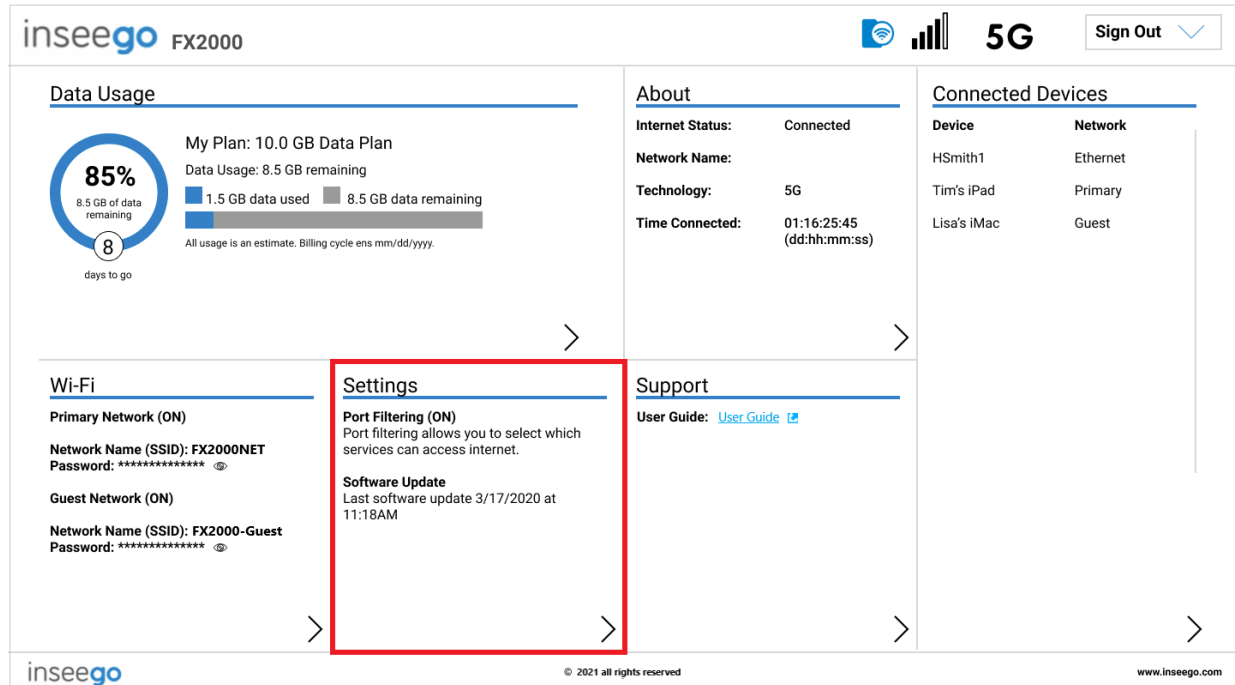 inseego FX2000
5G
Sign Out
Data Usage
85%
8.5 GB of data
remaining
8
days to go
My Plan: 10.0 GB Data Plan
Data Usage: 8.5 GB remaining
1.5 GB data used 8.5 GB data remaining
All usage is an estimate. Billing cycle ens mm/dd/yyyy.
About
Internet Status: Connected
Network Name:
Technology: 5G
Time Connected: 01:16:25:45
(dd:hh:mm:ss)
Connected Devices
Device Network
HSmith1 Ethernet
Tim's iPad Primary
Lisa's iMac Guest
Wi-Fi
Primary Network (ON)
Network Name (SSID): FX2000NET
Password: **************
Guest Network (ON)
Network Name (SSID): FX2000-Guest
Password: **************
Settings
Port Filtering (ON)
Port filtering allows you to select which
services can access internet.
Software Update
Last software update 3/17/2020 at
11:18AM
Support
User Guide: User Guide
inseego
© 2021 all rights reserved
www.inseego.com